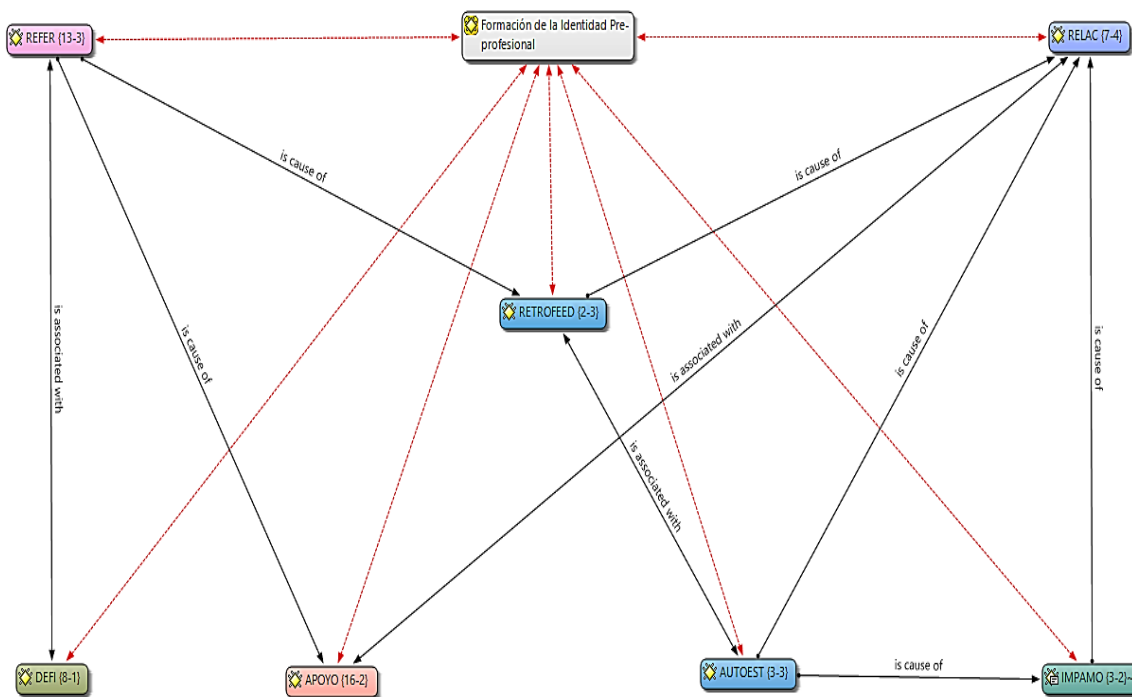 REFER {13-3}
Formación de la Identidad Pre-
profesional
RELAC {7-4}
is cause of
is cause of
is associated with
is cause of
RETROFEED {2-3}
is associated with
is cause of
is cause of
is associated with
DEFI {8-1}
APOYO {16-2}
AUTOEST {3-3}
is cause of
IMPAMO {3-2}~